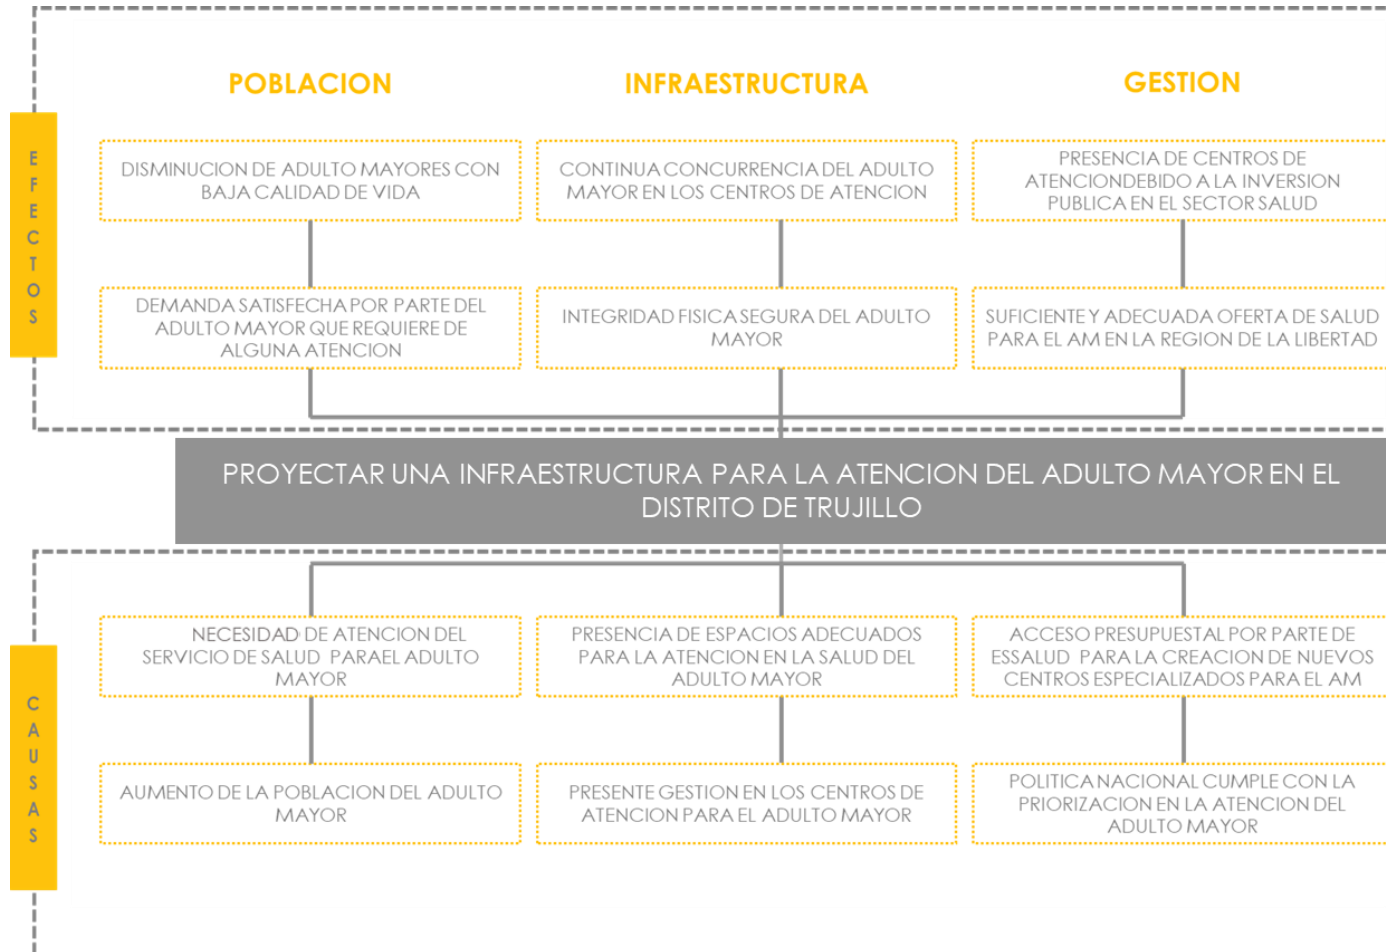 POBLACION
INFRAESTRUCTURA
GESTION
EFECTOS
DISMINUCION DE ADULTO MAYORES CON
BAJA CALIDAD DE VIDA
CONTINUA CONCURRENCIA DEL ADULTO
MAYOR EN LOS CENTROS DE ATENCION
PRESENCIA DE CENTROS DE
ATENCIONDEBIDO A LA INVERSION
PUBLICA EN EL SECTOR SALUD
DEMANDA SATISFECHA POR PARTE DEL
ADULTO MAYOR QUE REQUIERE DE
ALGUNA ATENCION
INTEGRIDAD FISICA SEGURA DEL ADULTO
MAYOR
SUFICIENTE Y ADECUADA OFERTA DE SALUD
PARA EL AM EN LA REGION DE LA LIBERTAD
PROYECTAR UNA INFRAESTRUCTURA PARA LA ATENCION DEL ADULTO MAYOR EN EL
DISTRITO DE TRUJILLO
CAUSAS
NECESIDAD DE ATENCION DEL
SERVICIO DE SALUD PARAEL ADULTO
MAYOR
PRESENCIA DE ESPACIOS ADECUADOS
PARA LA ATENCION EN LA SALUD DEL
ADULTO MAYOR
ACCESO PRESUPUESTAL POR PARTE DE
ESSALUD PARA LA CREACION DE NUEVOS
CENTROS ESPECIALIZADOS PARA EL AM
AUMENTO DE LA POBLACION DEL ADULTO
MAYOR
PRESENTE GESTION EN LOS CENTROS DE
ATENCION PARA EL ADULTO MAYOR
POLITICA NACIONAL CUMPLE CON LA
PRIORIZACION EN LA ATENCION DEL
ADULTO MAYOR